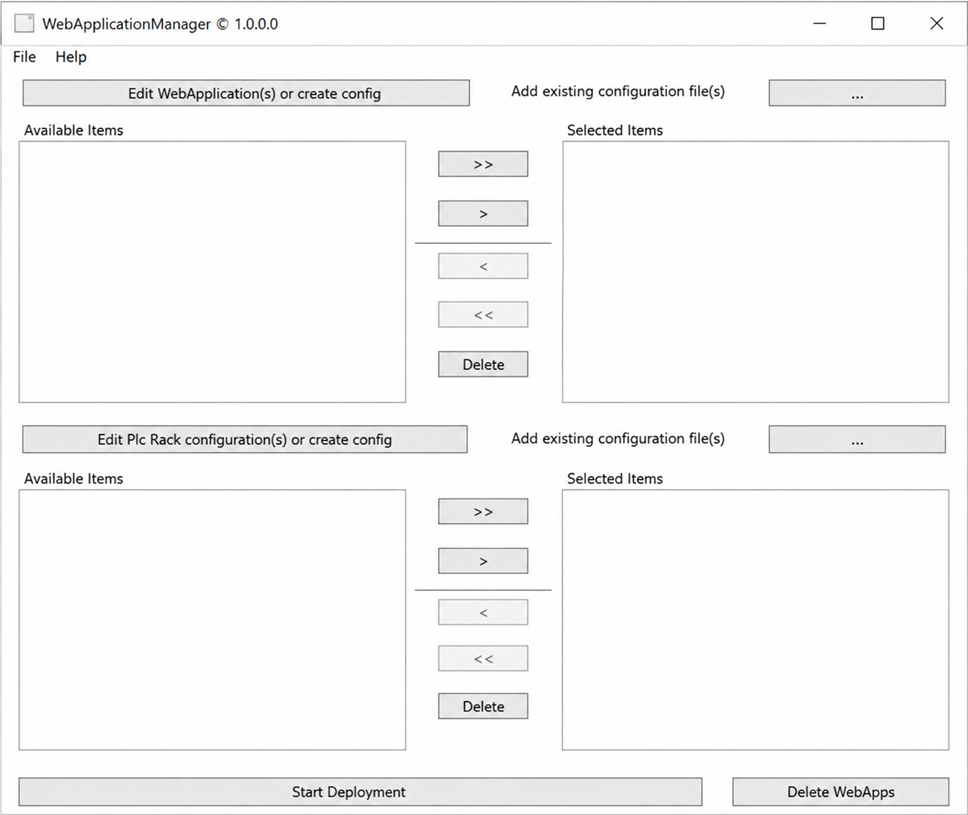 WebApplicationManager © 1.0.0.0
File Help
Edit WebApplication(s) or create config Add existing configuration file(s) ...
Available Items Selected Items
>>
>
<
<<
Delete
Edit Plc Rack configuration(s) or create config Add existing configuration file(s) ...
Available Items Selected Items
>>
>
<
<<
Delete
Start Deployment Delete WebApps